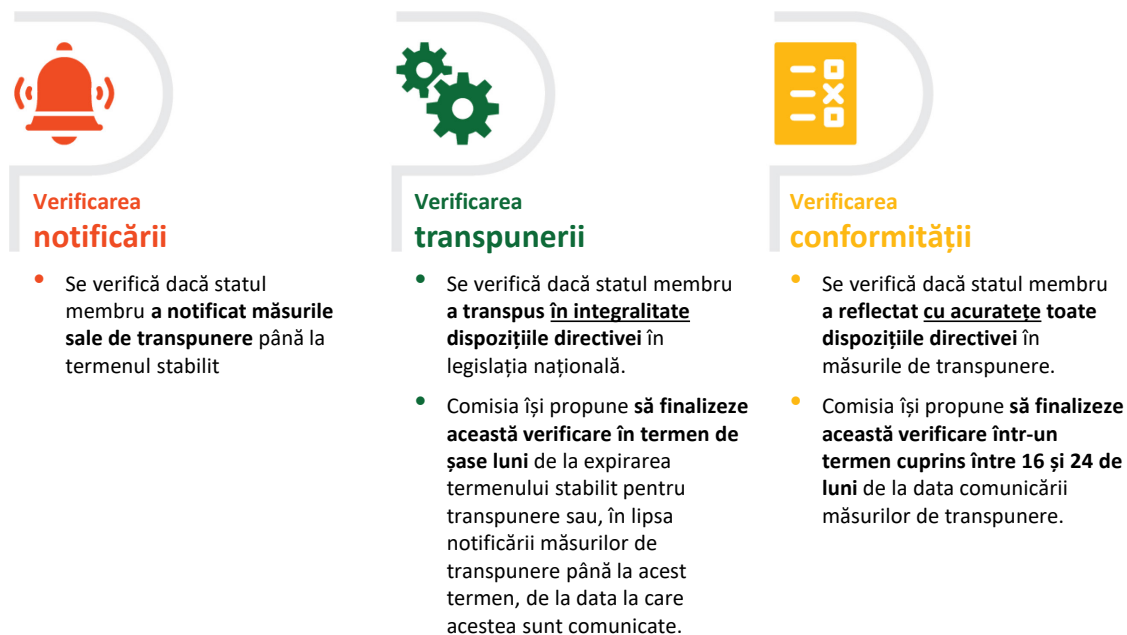 Verificarea
notificării
• Se verifică dacă statul
membru a notificat măsurile
sale de transpunere până la
termenul stabilit
Verificarea
transpunerii
• Se verifică dacă statul membru
a transpus în integralitate
dispozițiile directivei în
legislația națională.
• Comisia își propune să finalizeze
această verificare în termen de
șase luni de la expirarea
termenului stabilit pentru
transpunere sau, în lipsa
notificării măsurilor de
transpunere până la acest
termen, de la data la care
acestea sunt comunicate.
Verificarea
conformității
• Se verifică dacă statul membru
a reflectat cu acuratețe toate
dispozițiile directivei în
măsurile de transpunere.
• Comisia își propune să finalizeze
această verificare într-un
termen cuprins între 16 și 24 de
luni de la data comunicării
măsurilor de transpunere.